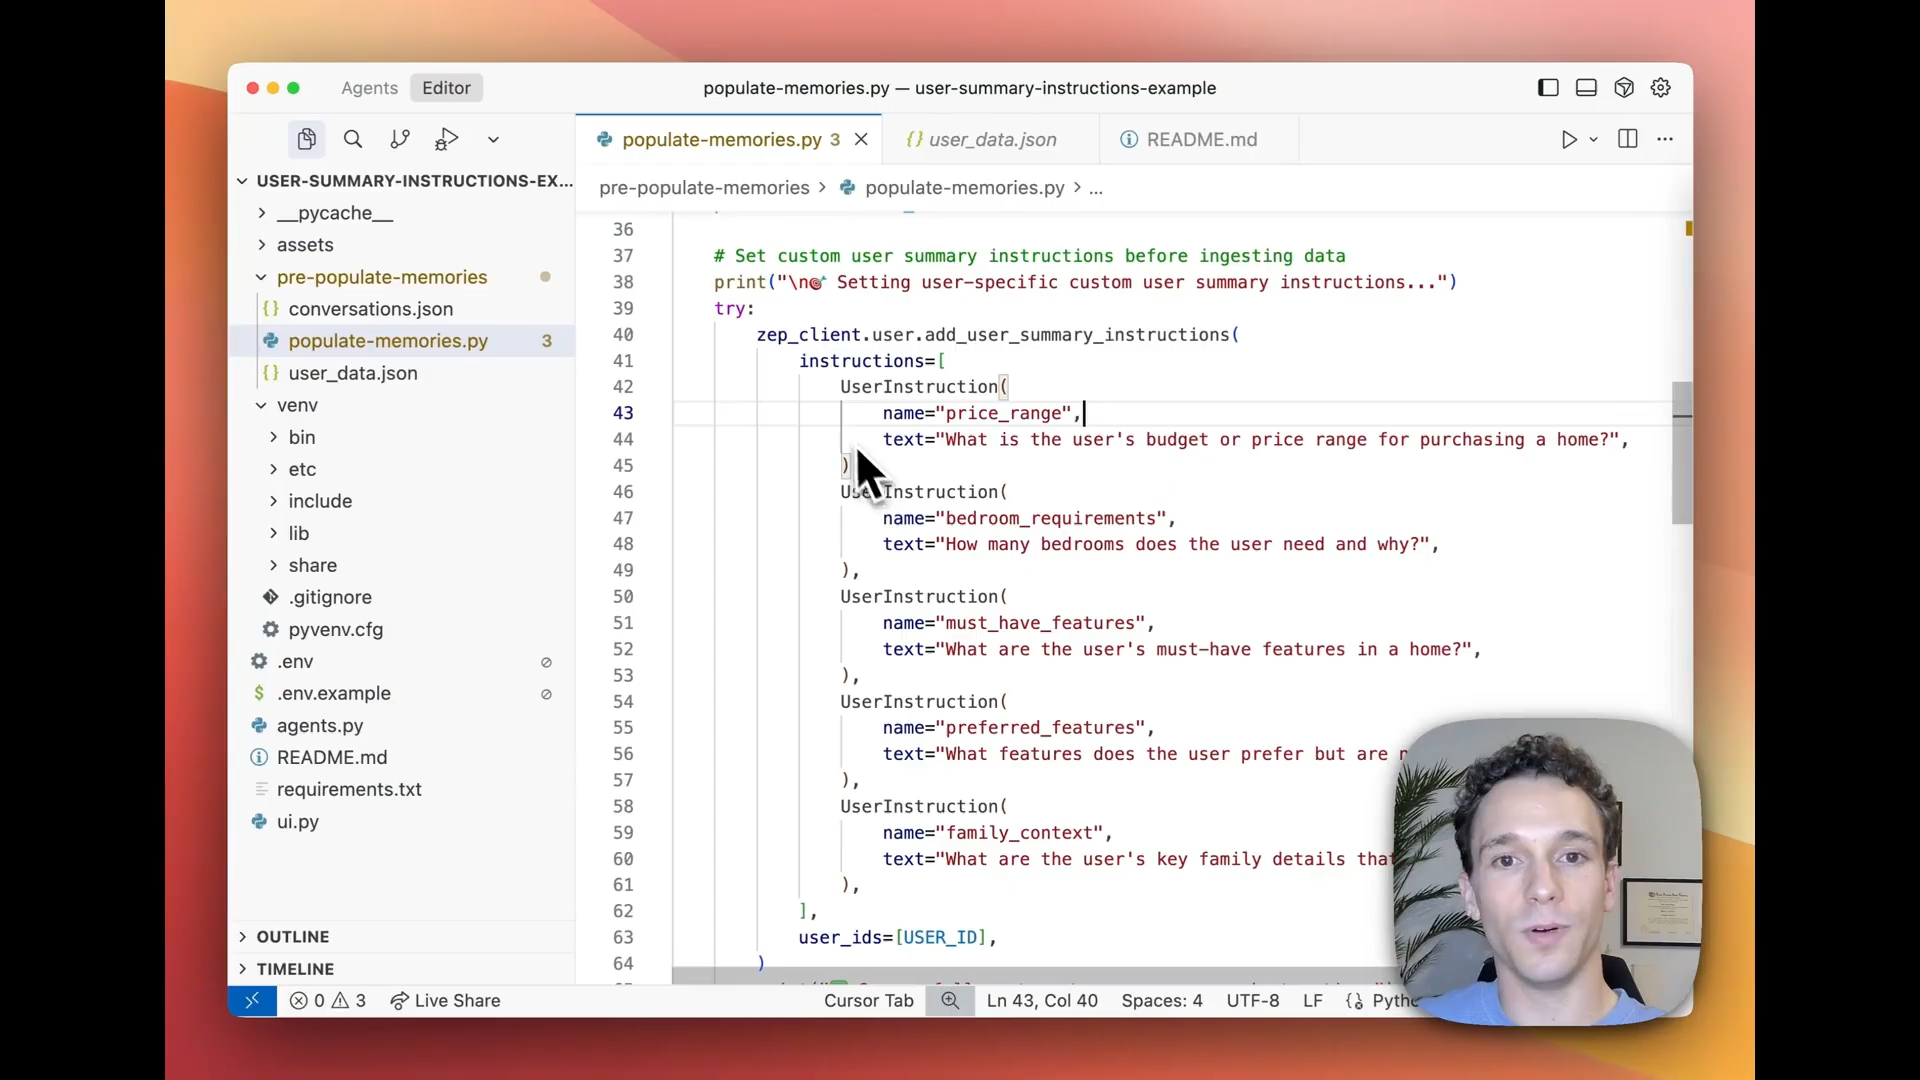 Agents Editor populate-memories.py — user-summary-instructions-example
populate-memories.py 3 user_data.json README.md
USER-SUMMARY-INSTRUCTIONS-EX...
__pycache__
assets
pre-populate-memories
conversations.json
populate-memories.py 3
user_data.json
venv
bin
etc
include
lib
share
.gitignore
pyvenv.cfg
.env
.env.example
agents.py
README.md
requirements.txt
ui.py
OUTLINE
TIMELINE
pre-populate-memories > populate-memories.py > ...
36
37 # Set custom user summary instructions before ingesting data
38 print("\n🎯 Setting user-specific custom user summary instructions...")
39 try:
40 zep_client.user.add_user_summary_instructions(
41 instructions=[
42 UserInstruction(
43 name="price_range",
44 text="What is the user's budget or price range for purchasing a home?",
45 )
46 UserInstruction(
47 name="bedroom_requirements",
48 text="How many bedrooms does the user need and why?",
49 ),
50 UserInstruction(
51 name="must_have_features",
52 text="What are the user's must-have features in a home?",
53 ),
54 UserInstruction(
55 name="preferred_features",
56 text="What features does the user prefer but are
57 ),
58 UserInstruction(
59 name="family_context",
60 text="What are the user's key family details that
61 ),
62 ],
63 user_ids=[USER_ID],
64 )
0 3 Live Share Cursor Tab Ln 43, Col 40 Spaces: 4 UTF-8 LF